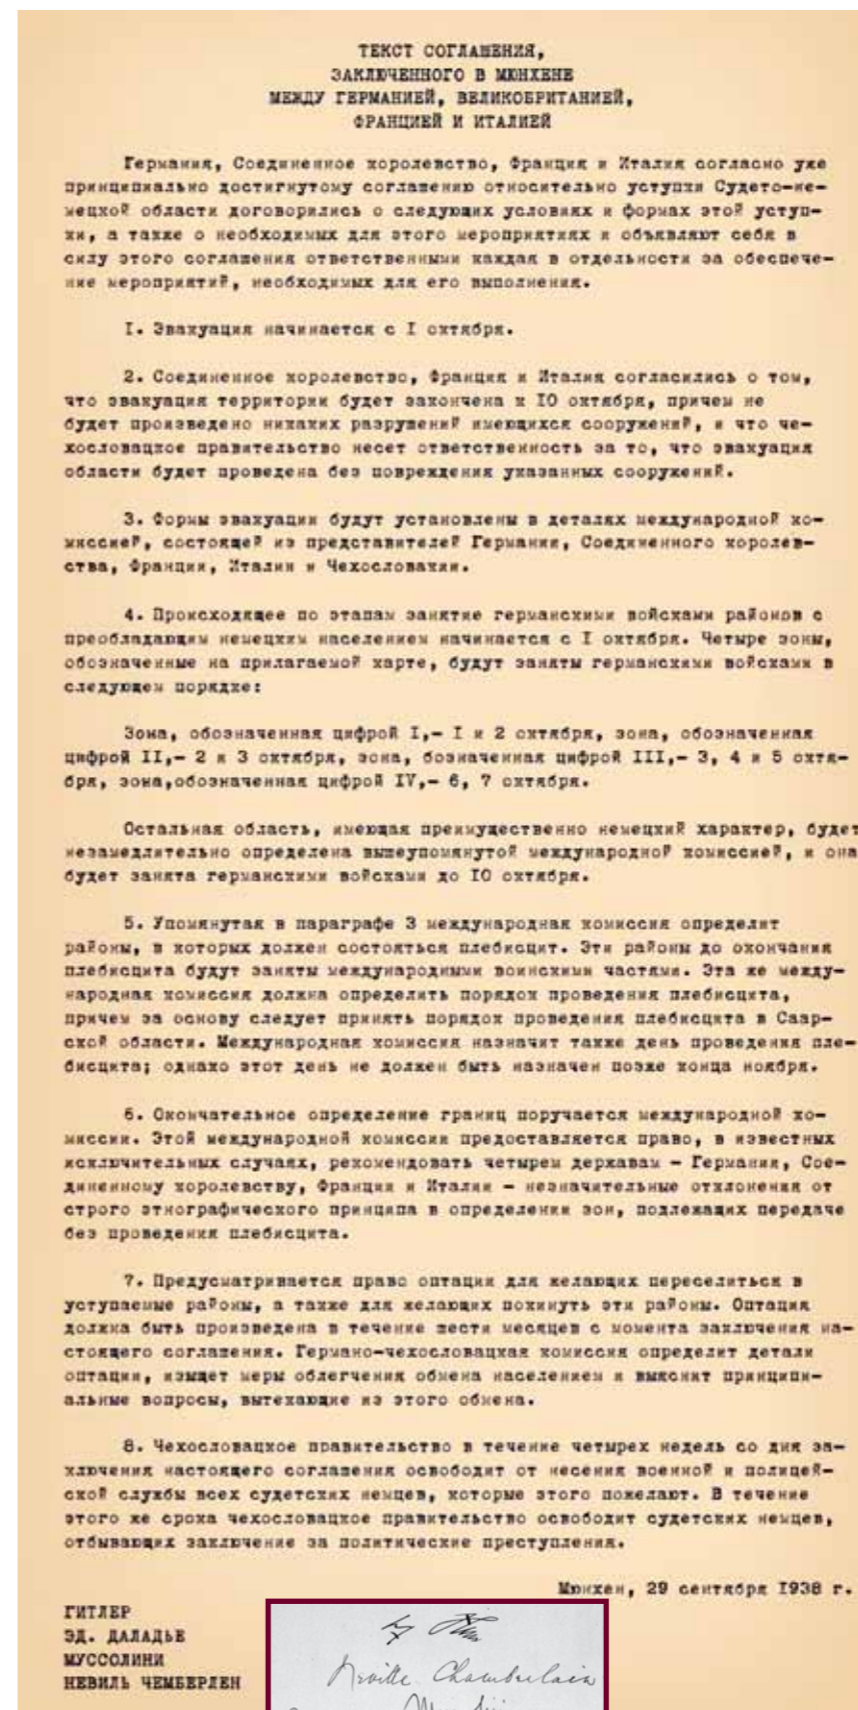 ТЕКСТ СОГЛАШЕНИЯ,
ЗАКЛЮЧЕННОГО В МЮНХЕНЕ
МЕЖДУ ГЕРМАНИЕЙ, ВЕЛИКОБРИТАНИЕЙ,
ФРАНЦИЕЙ И ИТАЛИЕЙ
Германия, Соединенное королевство, Франция и Италия согласно уже
принципиально достигнутому соглашению относительно уступки Судето-не-
мецкой области договорились о следующих условиях и формах этой уступ-
ки, а также о необходимых для этого мероприятиях и объявляют себя в
силу этого соглашения ответственными каждая в отдельности за обеспече-
ние мероприятий, необходимых для его выполнения.
I. Эвакуация начинается с I октября.
2. Соединенное королевство, Франция и Италия согласились о том,
что эвакуация территории будет закончена к IO октября, причем не
будет произведено никаких разрушений имеющихся сооружений, и что че-
хословацкое правительство несет ответственность за то, что эвакуация
области будет проведена без повреждения указанных сооружений.
3. Формы эвакуации будут установлены в деталях международной ко-
миссией, состоящей из представителей Германии, Соединенного королев-
ства, Франции, Италии и Чехословакии.
4. Происходящее по этапам занятие германскими войсками районов с
преобладающим немецким населением начинается с I октября. Четыре зоны,
обозначенные на прилагаемой карте, будут заняты германскими войсками в
следующем порядке:
Зона, обозначенная цифрой I,- I и 2 октября, зона, обозначенная
цифрой II,- 2 и 3 октября, зона, бозначенная цифрой III,- 3, 4 и 5 октя-
бря, зона,обозначенная цифрой IV,- 6, 7 октября.
Остальная область, имеющая преимущественно немецкий характер, будет
незамедлительно определена вышеупомянутой международной комиссией, и она
будет занята германскими войсками до IO октября.
5. Упомянутая в параграфе 3 международная комиссия определит
районы, в которых должен состояться плебисцит. Эти районы до окончания
плебисцита будут заняты международными воинскими частями. Эта же между-
народная комиссия должна определить порядок проведения плебисцита,
причем за основу следует принять порядок проведения плебисцита в Саар-
ской области. Международная комиссия назначит также день проведения пле-
бисцита; однако этот день не должен быть назначен позже конца ноября.
6. Окончательное определение границ поручается международной ко-
миссии. Этой международной комиссии предоставляется право, в известных
исключительных случаях, рекомендовать четырем державам – Германии, Сое-
диненному королевству, Франции и Италии – незначительные отклонения от
строго этнографического принципа в определении зон, подлежащих передаче
без проведения плебисцита.
7. Предусматривается право оптации для желающих переселиться в
уступаемые районы, а также для желающих покинуть эти районы. Оптация
должна быть произведена в течение шести месяцев с момента заключения на-
стоящего соглашения. Германо-чехословацкая комиссия определит детали
оптации, изыщет меры облегчения обмена населением и выяснит принципи-
альные вопросы, вытекающие из этого обмена.
8. Чехословацкое правительство в течение четырех недель со дня за-
ключения настоящего соглашения освободит от несения военной и полицей-
ской службы всех судетских немцев, которые этого пожелают. В течение
этого же срока чехословацкое правительство освободит судетских немцев,
отбывающих заключение за политические преступления.
Мюнхен, 29 сентября I938 г.
ГИТЛЕР
ЭД. ДАЛАДЬЕ
МУССОЛИНИ
НЕВИЛЬ ЧЕМБЕРЛЕН
Neville Chamberlain